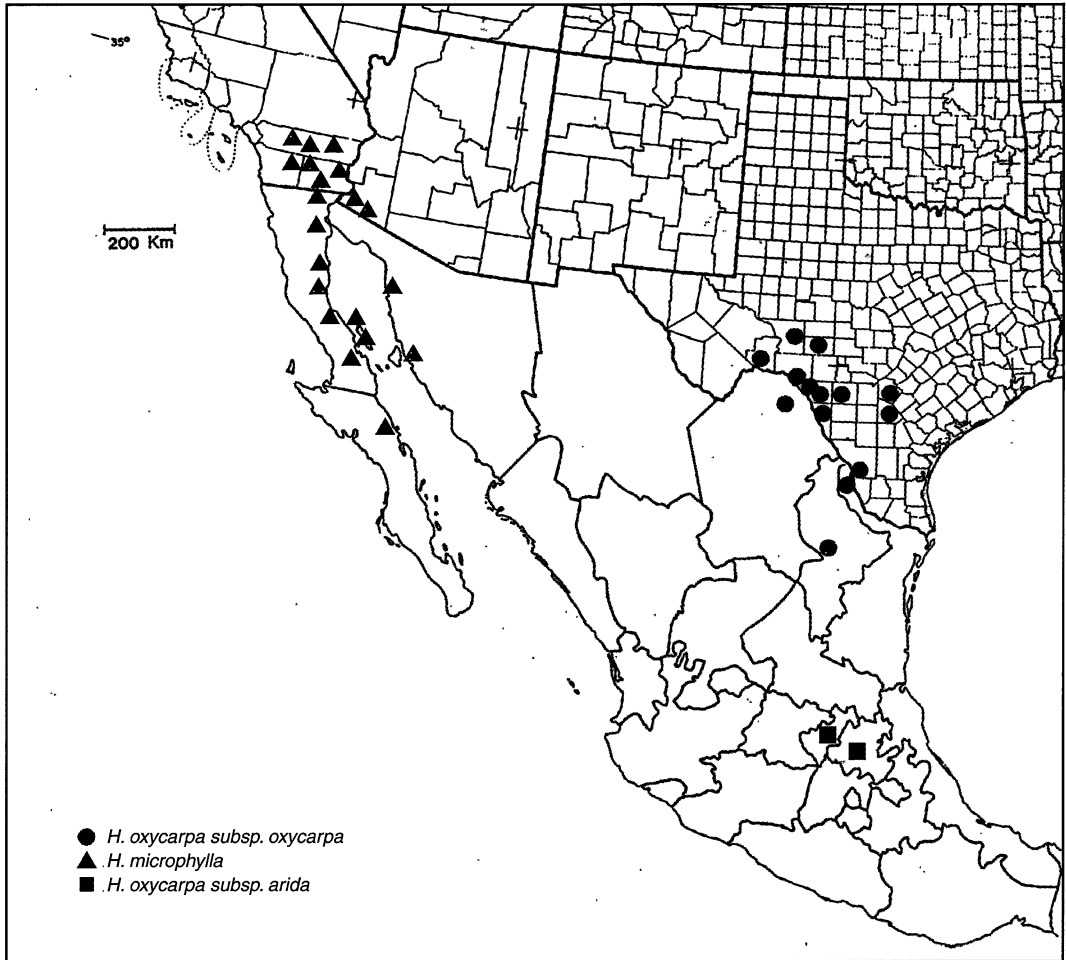 35°
200 Km
H. oxycarpa subsp. oxycarpa
H. microphylla
H. oxycarpa subsp. arida